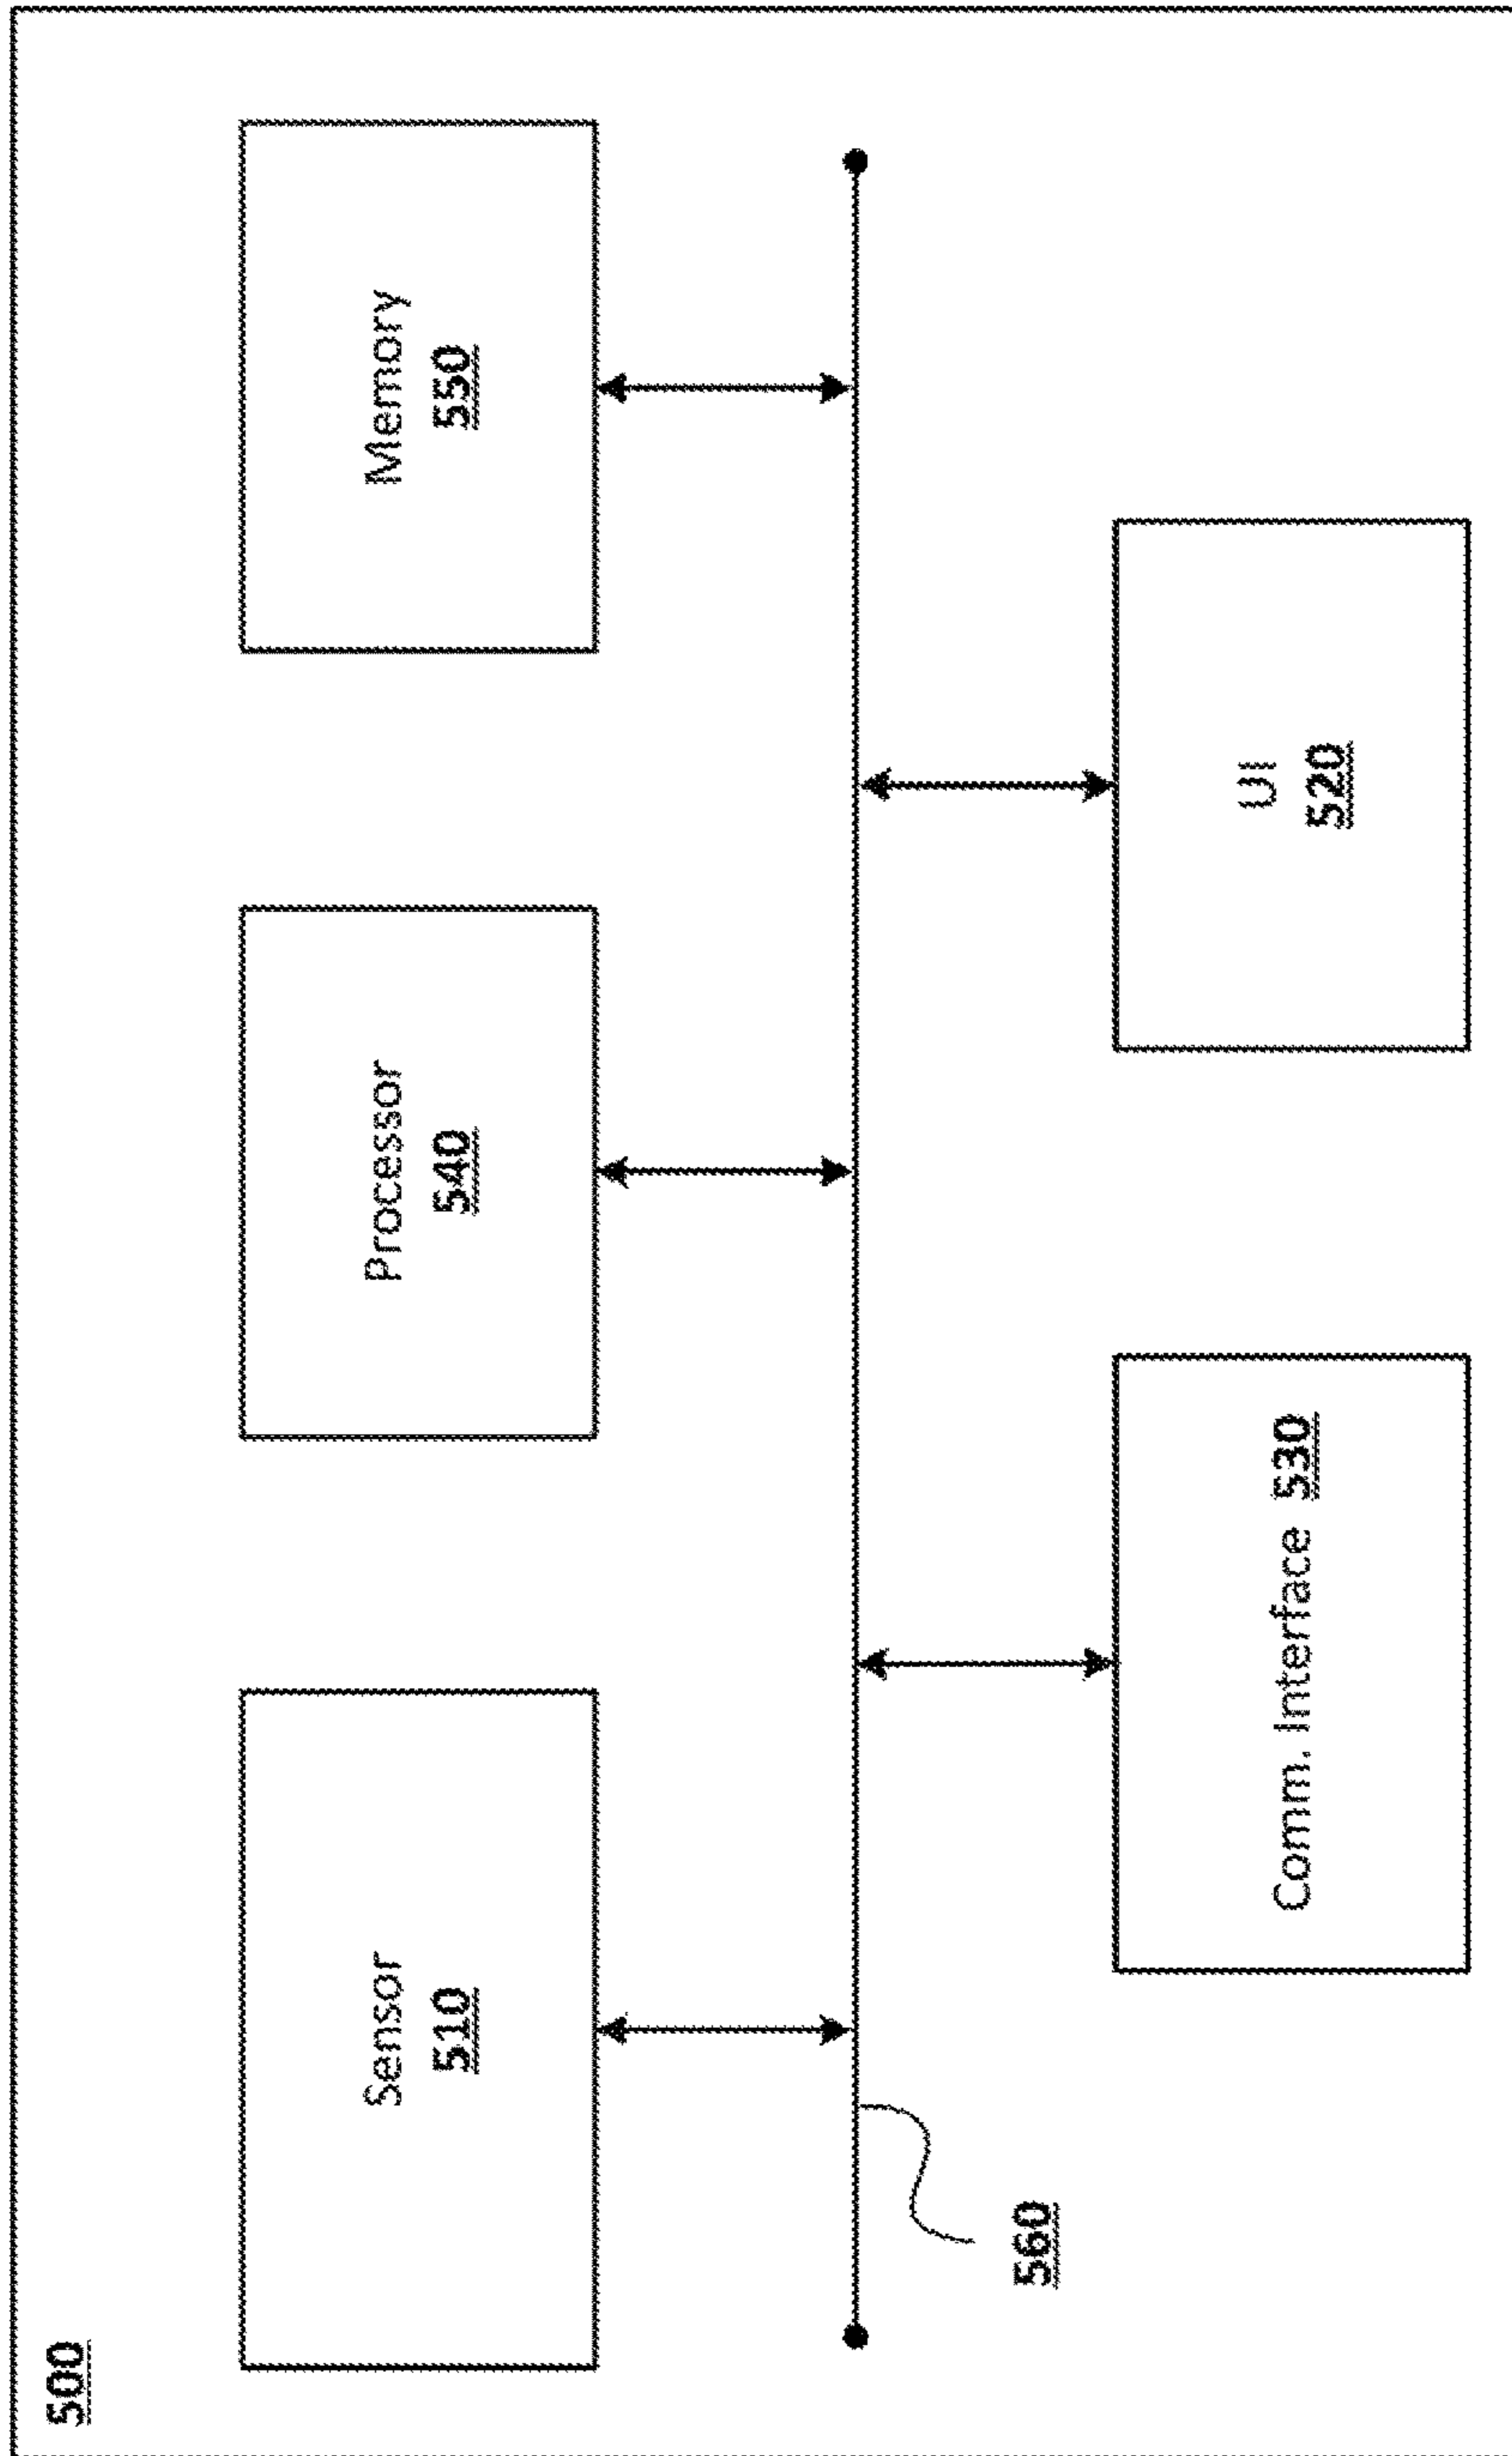 500
Sensor
510
Processor
540
Memory
550
560
Comm. Interface 530
UI
520